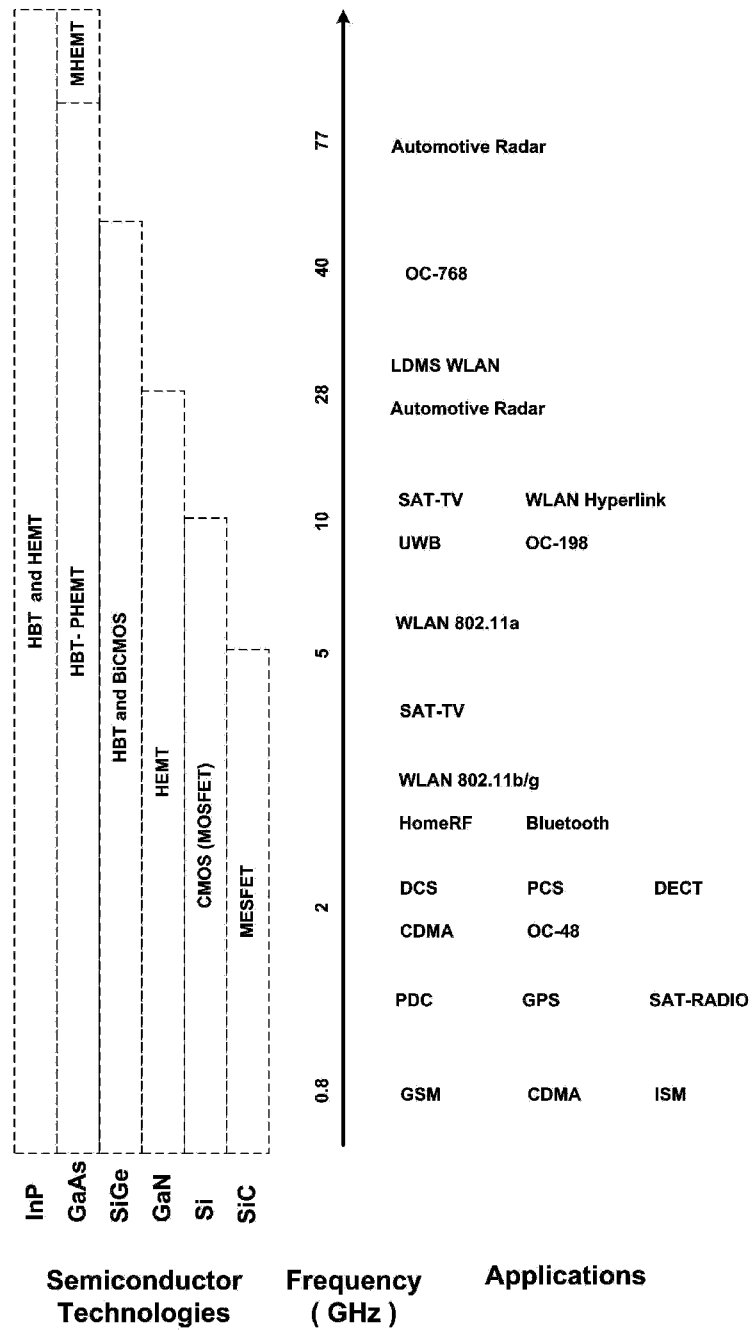 MHEMT
HBT and HEMT
HBT- PHEMT
HBT and BiCMOS
HEMT
CMOS (MOSFET)
MESFET
InP
GaAs
SiGe
GaN
Si
SiC
Semiconductor
Technologies
77
40
28
10
5
2
0.8
Frequency
( GHz )
Automotive Radar
OC-768
LDMS WLAN
Automotive Radar
SAT-TV WLAN Hyperlink
UWB OC-198
WLAN 802.11a
SAT-TV
WLAN 802.11b/g
HomeRF Bluetooth
DCS PCS DECT
CDMA OC-48
PDC GPS SAT-RADIO
GSM CDMA ISM
Applications